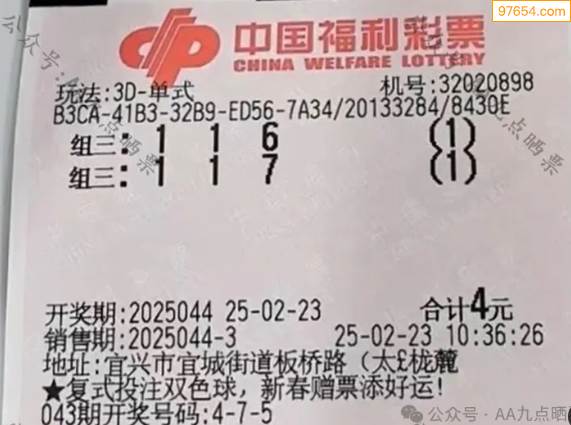 97654.com
中国福利彩票
CHINA WELFARE LOTTERY
玩法:3D-单式 机号:32020898
B3CA-41B3-32B9-ED56-7A34/20133284/8430E
组三: 1 1 6 (1)
组三: 1 1 7 (1)
开奖期:2025044 25-02-23 合计4元
销售期:2025044-3 25-02-23 10:36:26
地址:宜兴市宜城街道板桥路(太£栊麓
★复式投注双色球,新春赠票添好运!
043期开奖号码:4-7-5
公众号·AA九点晒